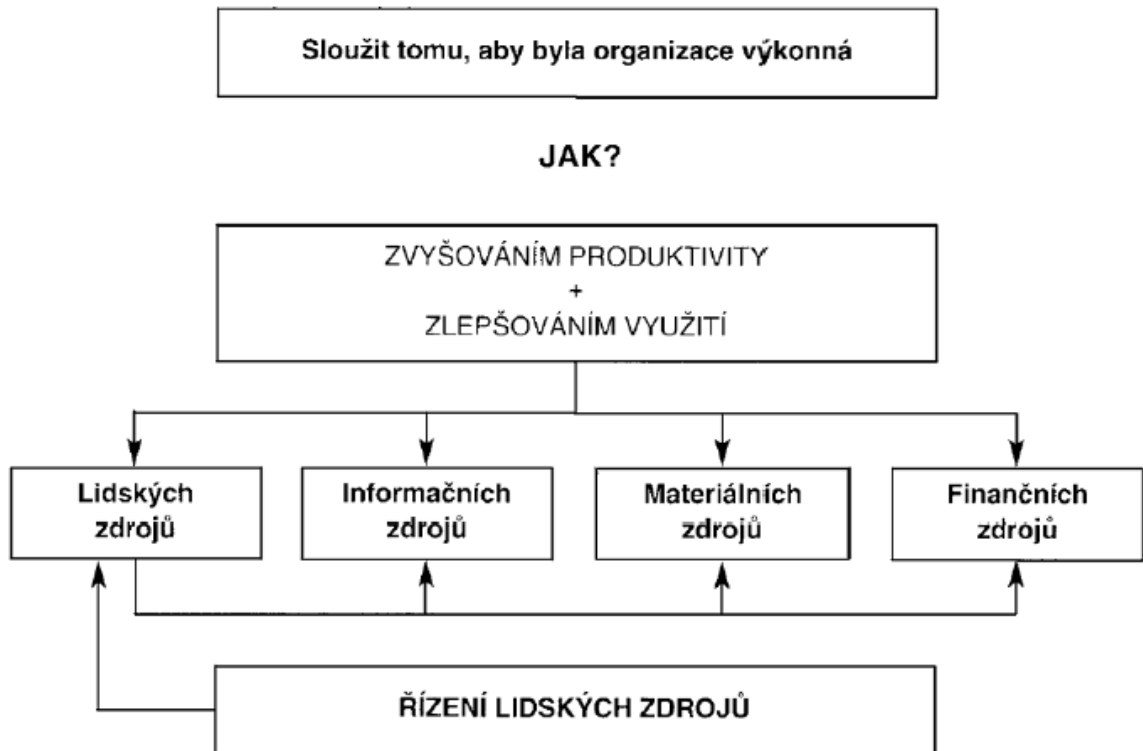 Sloužit tomu, aby byla organizace výkonná
JAK?
ZVYŠOVÁNÍM PRODUKTIVITY
+
ZLEPŠOVÁNÍM VYUŽITÍ
Lidských
zdrojů
Informačních
zdrojů
Materiálních
zdrojů
Finančních
zdrojů
ŘÍZENÍ LIDSKÝCH ZDROJŮ